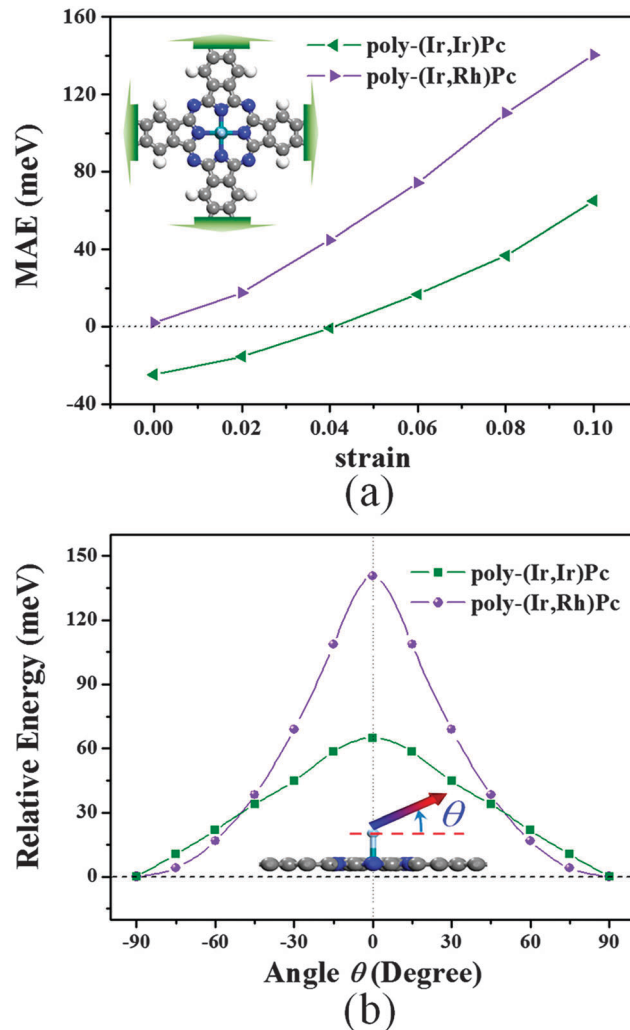 160
120
80
40
0
-40
MAE (meV)
poly-(Ir,Ir)Pc
poly-(Ir,Rh)Pc
0.00 0.02 0.04 0.06 0.08 0.10
strain
(a)
150
120
90
60
30
0
Relative Energy (meV)
poly-(Ir,Ir)Pc
poly-(Ir,Rh)Pc
θ
-90 -60 -30 0 30 60 90
Angle θ (Degree)
(b)